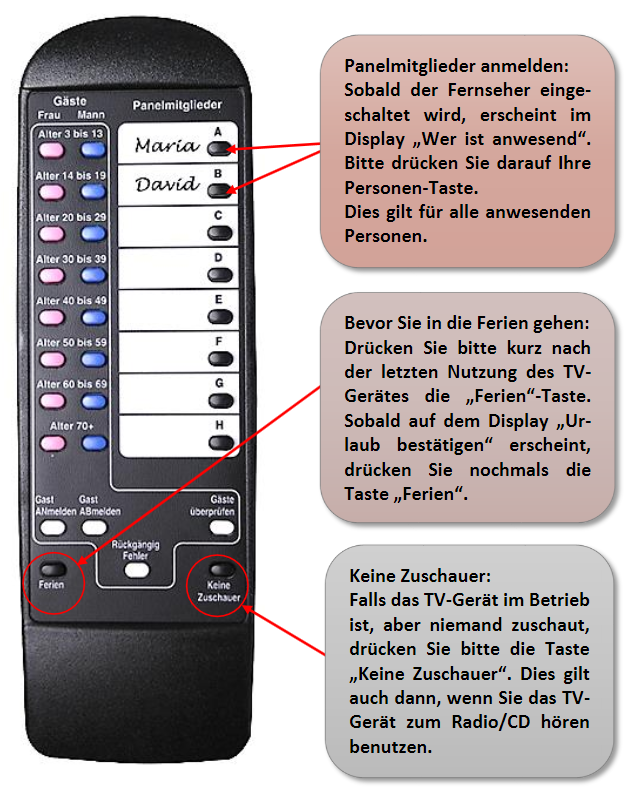 Gäste
Frau Mann
Panelmitglieder
Alter 3 bis 13
Alter 14 bis 19
Alter 20 bis 29
Alter 30 bis 39
Alter 40 bis 49
Alter 50 bis 59
Alter 60 bis 69
Alter 70+
A
Maria
B
David
C
D
E
F
G
H
Gast
ANmelden
Gast
ABmelden
Gäste
überprüfen
Rückgängig
Fehler
Ferien
Keine
Zuschauer
Panelmitglieder anmelden:
Sobald der Fernseher einge-
schaltet wird, erscheint im
Display „Wer ist anwesend“.
Bitte drücken Sie darauf Ihre
Personen-Taste.
Dies gilt für alle anwesenden
Personen.
Bevor Sie in die Ferien gehen:
Drücken Sie bitte kurz nach
der letzten Nutzung des TV-
Gerätes die „Ferien“-Taste.
Sobald auf dem Display „Ur-
laub bestätigen“ erscheint,
drücken Sie nochmals die
Taste „Ferien“.
Keine Zuschauer:
Falls das TV-Gerät im Betrieb
ist, aber niemand zuschaut,
drücken Sie bitte die Taste
„Keine Zuschauer“. Dies gilt
auch dann, wenn Sie das TV-
Gerät zum Radio/CD hören
benutzen.